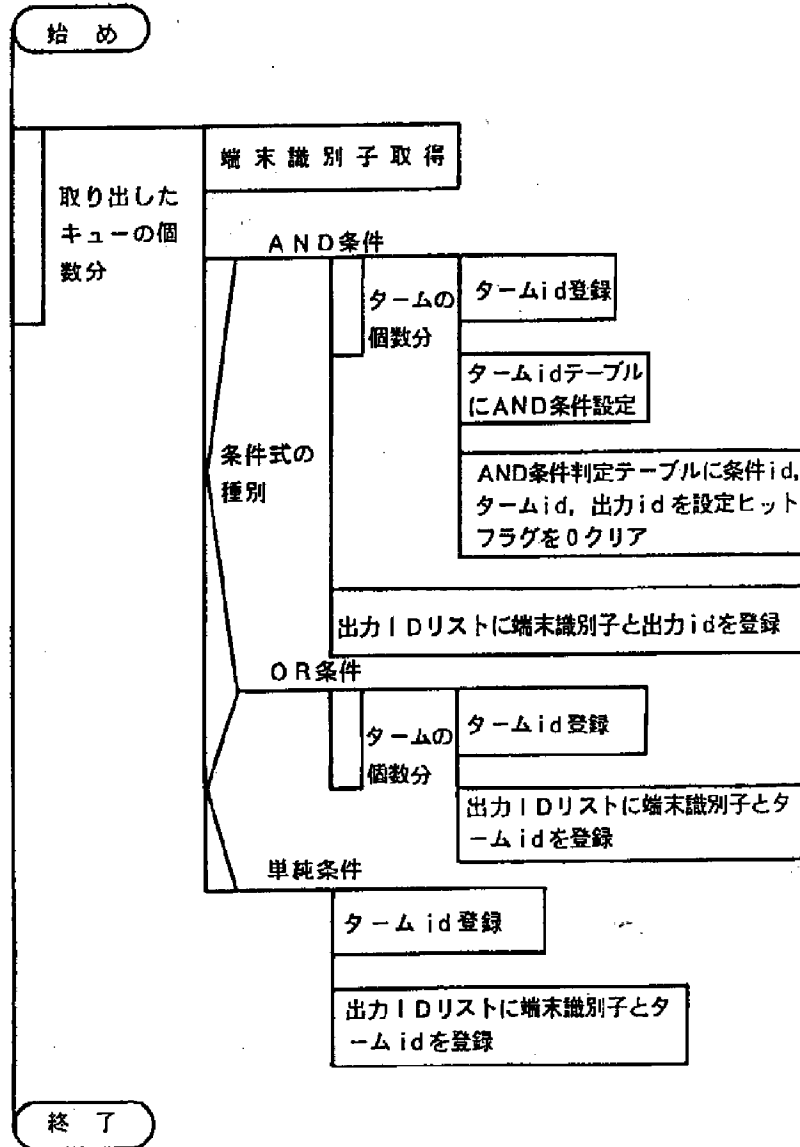 始め
端末識別子取得
取り出した
キューの個
数分
AND条件
タームの
個数分
タームid登録
タームidテーブル
にAND条件設定
条件式の
種別
AND条件判定テーブルに条件id,
タームid, 出力idを設定ヒット
フラグを0クリア
出力IDリストに端末識別子と出力idを登録
OR条件
タームの
個数分
タームid登録
出力IDリストに端末識別子とタ
ームidを登録
単純条件
タームid登録
出力IDリストに端末識別子とタ
ームidを登録
終了